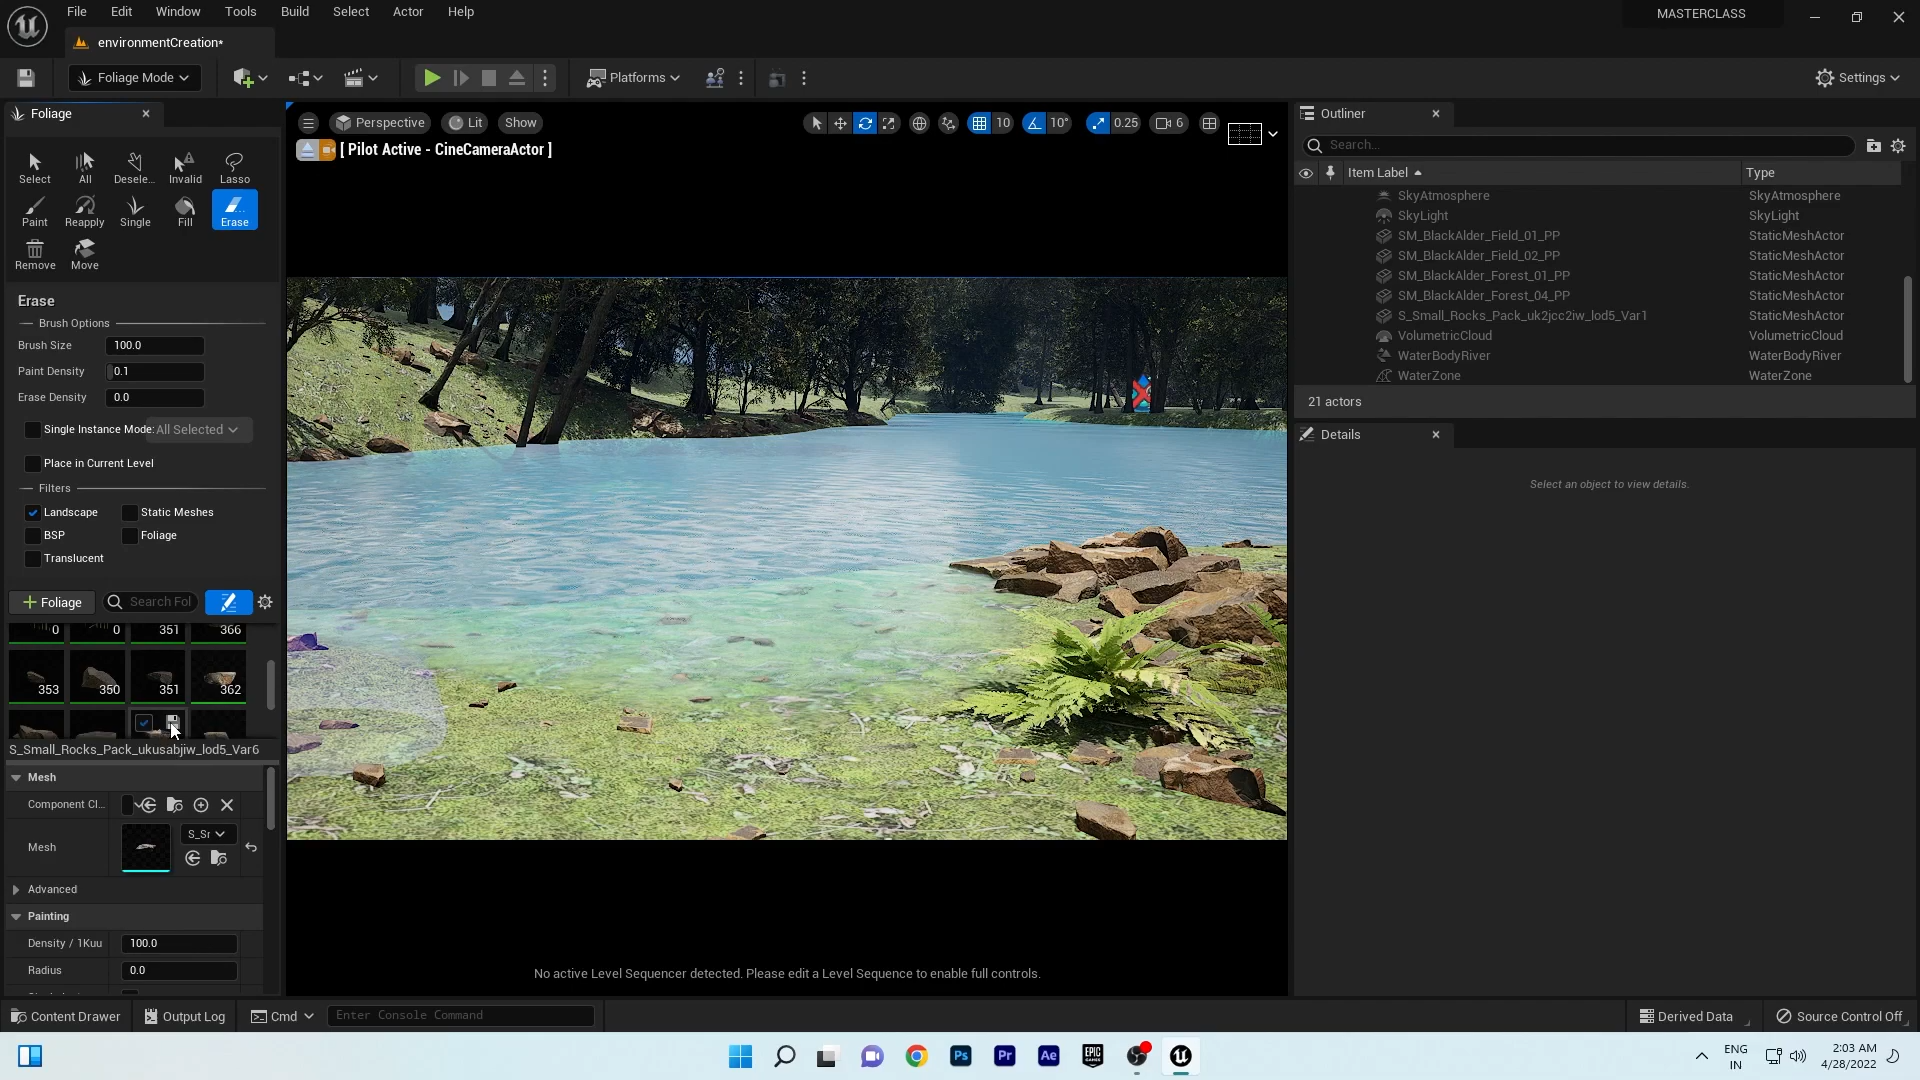 File Edit Window Tools Build Select Actor Help
MASTERCLASS
environmentCreation*
Foliage Mode
Platforms
Settings
Foliage
Select All Desele... Invalid Lasso
Paint Reapply Single Fill Erase
Remove Move
Erase
Brush Options
Brush Size 100.0
Paint Density 0.1
Erase Density 0.0
Single Instance Mode: All Selected
Place in Current Level
Filters
Landscape Static Meshes
BSP Foliage
Translucent
Foliage Search Fol
0 0 351 366
353 350 351 362
S_Small_Rocks_Pack_ukusabjiw_lod5_Var6
Mesh
Component Cl...
Mesh S_Sr
Advanced
Painting
Density / 1Kuu 100.0
Radius 0.0
Perspective Lit Show 10 10° 0.25 6
[ Pilot Active - CineCameraActor ]
No active Level Sequencer detected. Please edit a Level Sequence to enable full controls.
Outliner
Search...
Item Label Type
SkyAtmosphere SkyAtmosphere
SkyLight SkyLight
SM_BlackAlder_Field_01_PP StaticMeshActor
SM_BlackAlder_Field_02_PP StaticMeshActor
SM_BlackAlder_Forest_01_PP StaticMeshActor
SM_BlackAlder_Forest_04_PP StaticMeshActor
S_Small_Rocks_Pack_uk2jcc2iw_lod5_Var1 StaticMeshActor
VolumetricCloud VolumetricCloud
WaterBodyRiver WaterBodyRiver
WaterZone WaterZone
21 actors
Details
Select an object to view details.
Content Drawer Output Log Cmd Enter Console Command Derived Data Source Control Off
Ps Pr Ae EPIC GAMES
ENG
IN
2:03 AM
4/28/2022